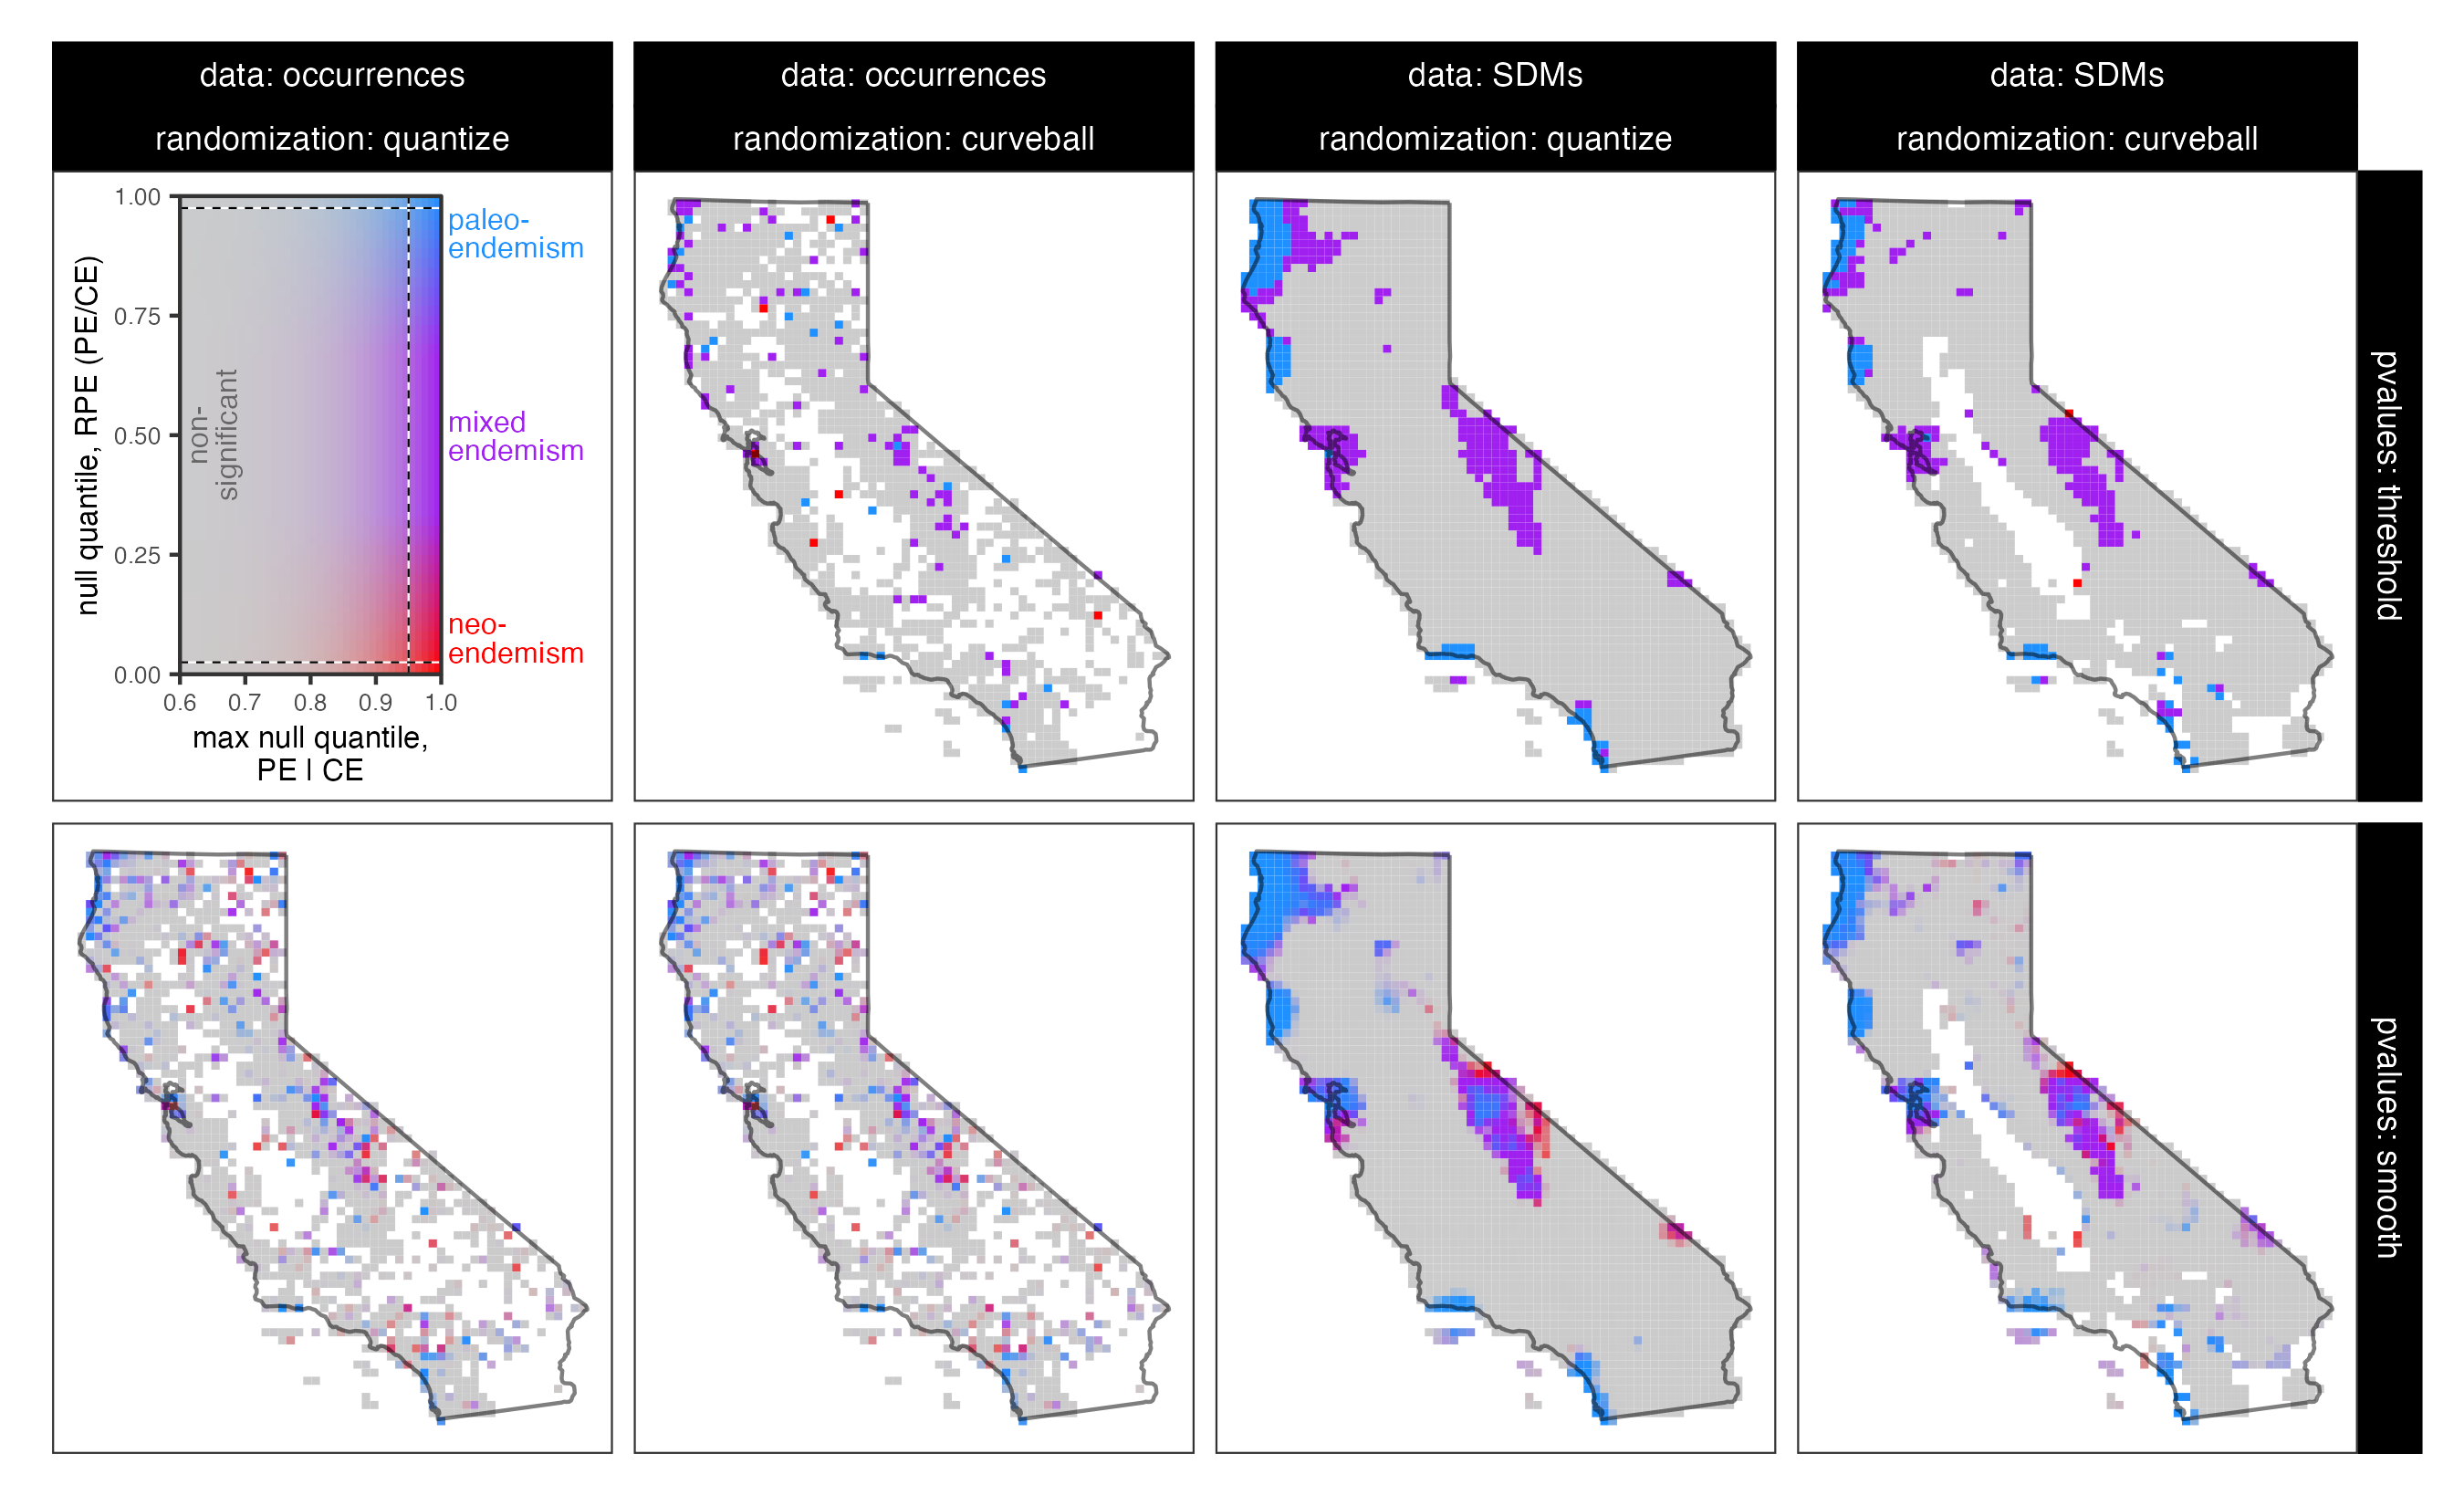 data: occurrences
randomization: quantize
data: occurrences
randomization: curveball
data: SDMs
randomization: quantize
data: SDMs
randomization: curveball
null quantile, RPE (PE/CE)
1.00
0.75
0.50
0.25
0.00
non-
significant
paleo-
endemism
mixed
endemism
neo-
endemism
0.6 0.7 0.8 0.9 1.0
max null quantile,
PE | CE
pvalues: threshold
pvalues: smooth